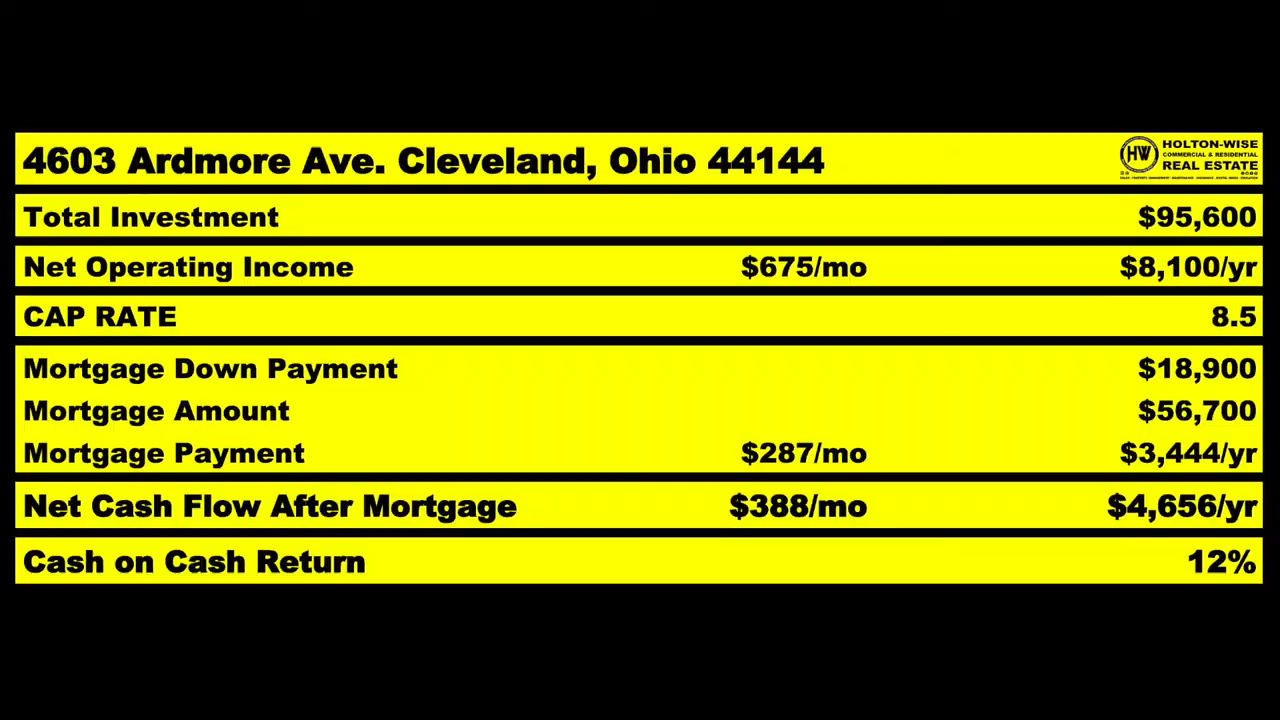 4603 Ardmore Ave. Cleveland, Ohio 44144
HW
HOLTON-WISE
COMMERCIAL & RESIDENTIAL
REAL ESTATE
Total Investment $95,600
Net Operating Income $675/mo $8,100/yr
CAP RATE 8.5
Mortgage Down Payment $18,900
Mortgage Amount $56,700
Mortgage Payment $287/mo $3,444/yr
Net Cash Flow After Mortgage $388/mo $4,656/yr
Cash on Cash Return 12%